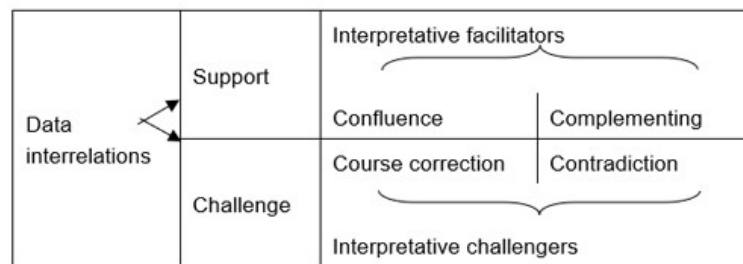 Data
interrelations
Support
Interpretative facilitators
Confluence
Complementing
Challenge
Course correction
Contradiction
Interpretative challengers